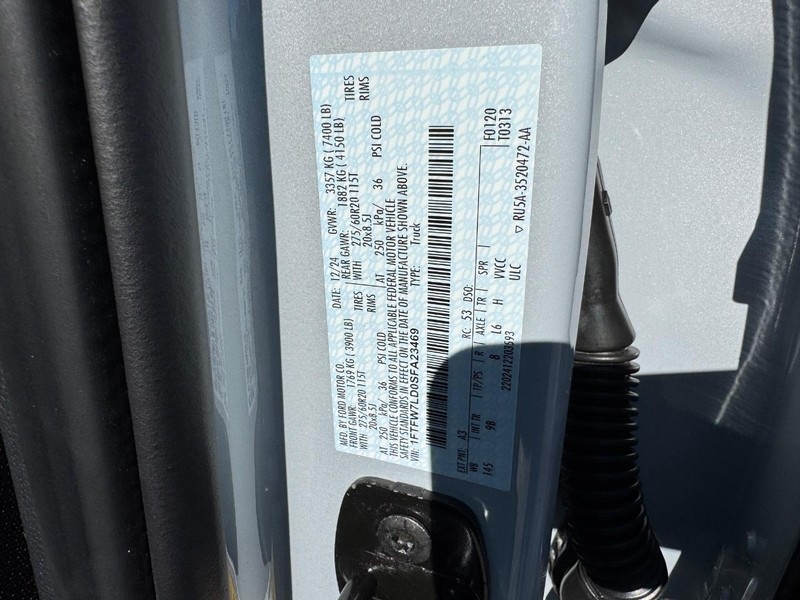 MFD. BY FORD MOTOR CO. DATE: 12/24 GVWR: 3357 KG ( 7400 LB)
FRONT GAWR: 1769 KG (3900 LB) REAR GAWR: 1882 KG ( 4150 LB)
WITH 275/60R20 115T TIRES WITH 275/60R20 115T TIRES
20x8.5J RIMS 20x8.5J RIMS
AT 250 kPa/ 36 PSI COLD AT 250 kPa/ 36 PSI COLD
THIS VEHICLE CONFORMS TO ALL APPLICABLE FEDERAL MOTOR VEHICLE
SAFETY STANDARDS IN EFFECT ON THE DATE OF MANUFACTURE SHOWN ABOVE.
VIN: 1FTFW7LD0SFA23469 TYPE: Truck
EXT PNT: A3 RC: 53 DSO: F0120
WB INT TR TP/PS R AXLE TR SPR T0313
145 9B 8 L6 H VVCC
2202412203593 ULC ▽ RU5A-3520472-AA